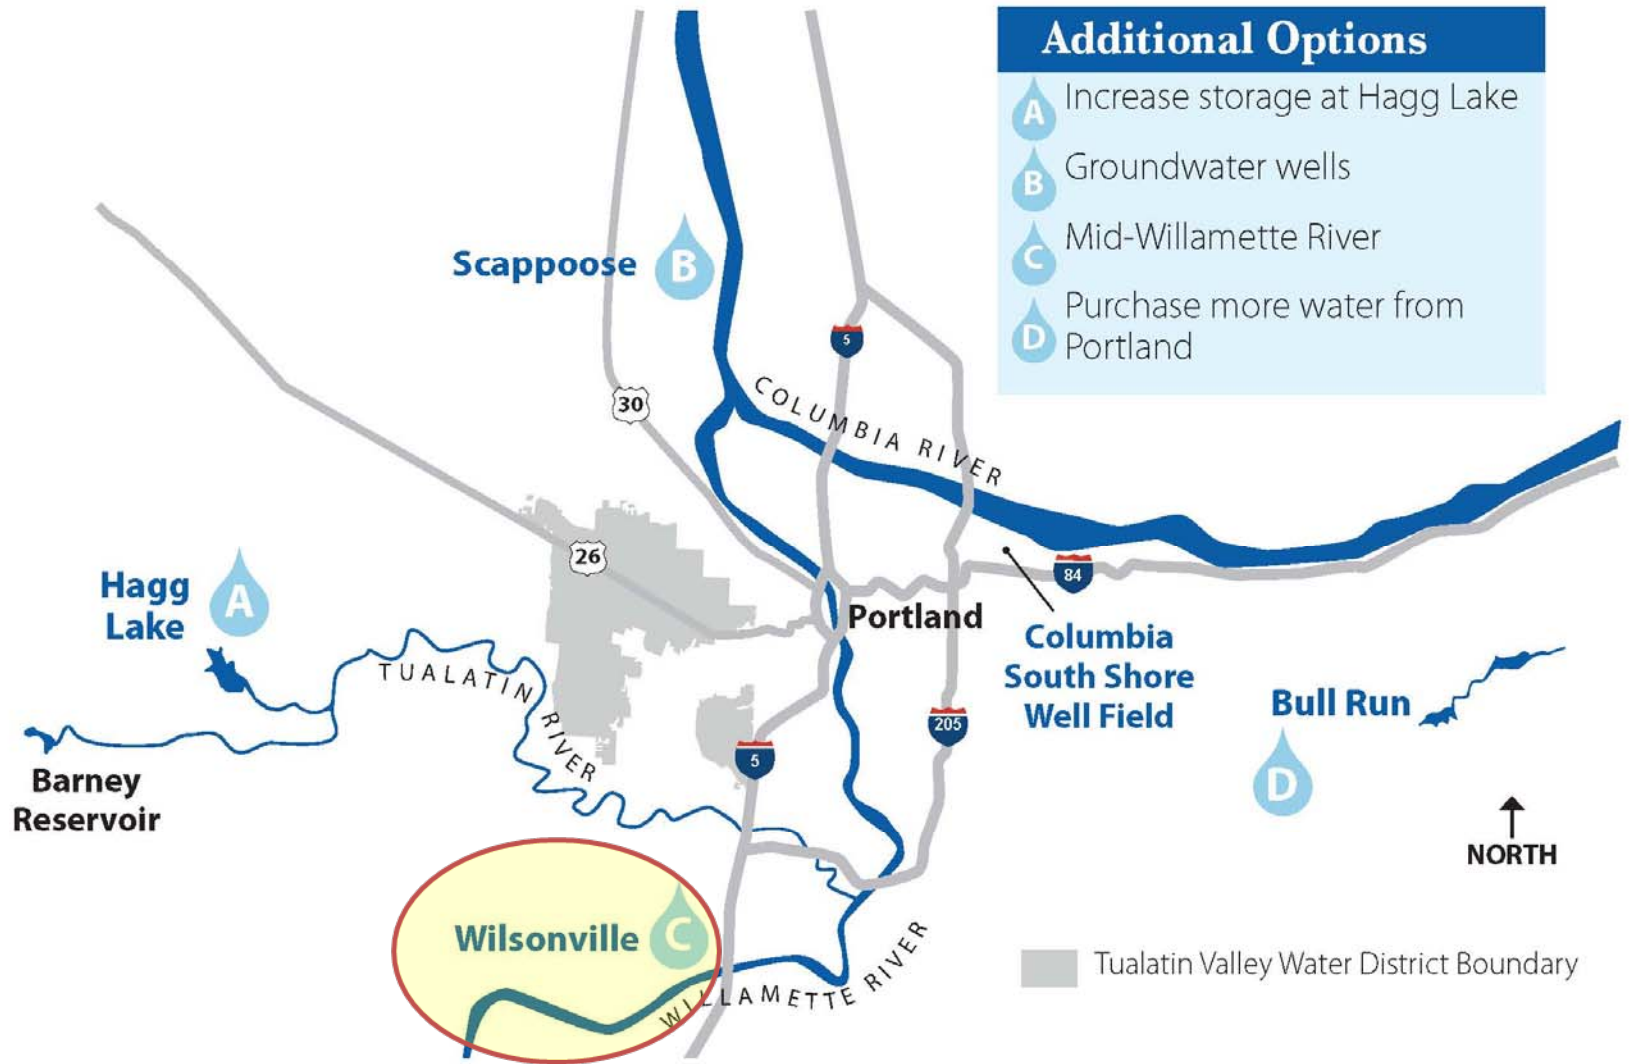 Additional Options
A Increase storage at Hagg Lake
B Groundwater wells
C Mid-Willamette River
D Purchase more water from
Portland
Scappoose B
5
30
COLUMBIA RIVER
26
Hagg
Lake
A
84
Portland
Columbia
South Shore
Well Field
TUALATIN RIVER
Bull Run
205
5
D
Barney
Reservoir
NORTH
Wilsonville C
WILLAMETTE RIVER
Tualatin Valley Water District Boundary